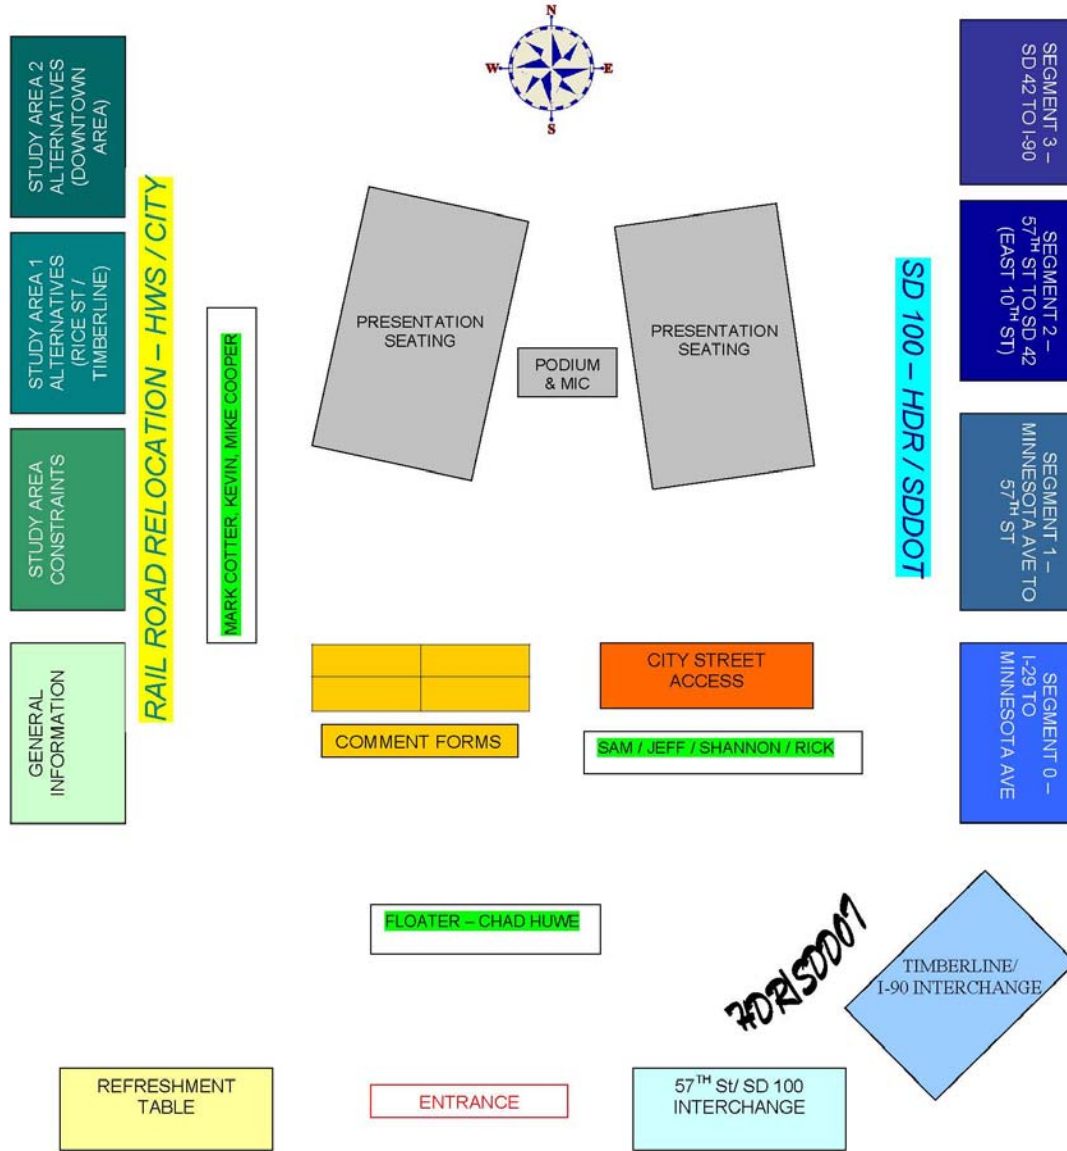 N
W
E
S
STUDY AREA 2
ALTERNATIVES
(DOWNTOWN
AREA)
STUDY AREA 1
ALTERNATIVES
(RICE ST /
TIMBERLINE)
STUDY AREA
CONSTRAINTS
GENERAL
INFORMATION
RAIL ROAD RELOCATION – HWS / CITY
MARK COTTER, KEVIN, MIKE COOPER
PRESENTATION
SEATING
PODIUM
& MIC
PRESENTATION
SEATING
SD 100 – HDR / SDDOT
SEGMENT 3 –
SD 42 TO I-90
SEGMENT 2 –
57TH ST TO SD 42
(EAST 10TH ST)
SEGMENT 1 –
MINNESOTA AVE TO
57TH ST
SEGMENT 0 –
I-29 TO
MINNESOTA AVE
COMMENT FORMS
CITY STREET
ACCESS
SAM / JEFF / SHANNON / RICK
FLOATER – CHAD HUWE
HDR/SDDOT
TIMBERLINE/
I-90 INTERCHANGE
REFRESHMENT
TABLE
ENTRANCE
57TH St/ SD 100
INTERCHANGE